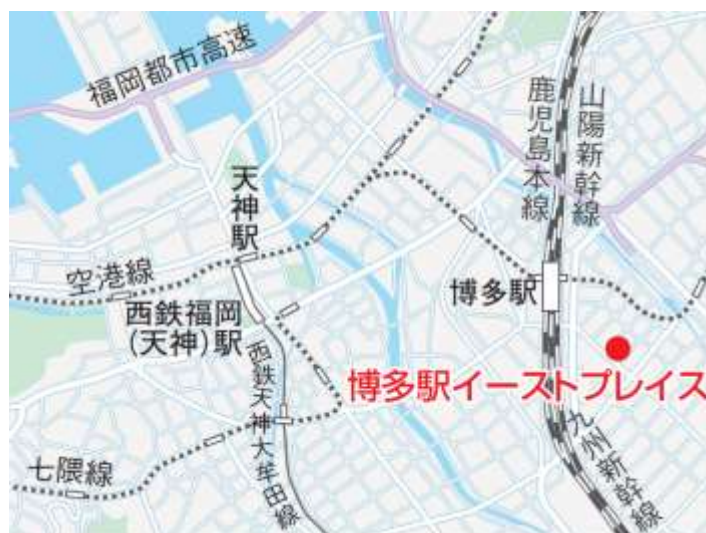 福岡都市高速
鹿児島本線
山陽新幹線
天神駅
空港線
博多駅
西鉄福岡
(天神)駅
西鉄天神大牟田線
博多駅イーストプレイス
九州新幹線
七隈線